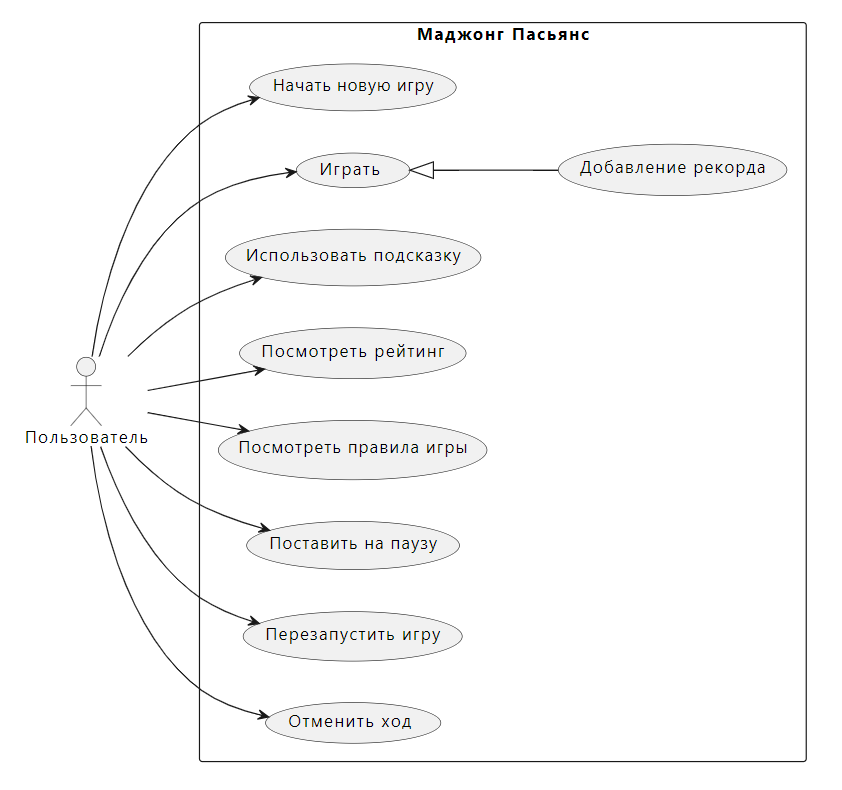 Маджонг Пасьянс
Начать новую игру
Играть
Добавление рекорда
Использовать подсказку
Посмотреть рейтинг
Пользователь
Посмотреть правила игры
Поставить на паузу
Перезапустить игру
Отменить ход